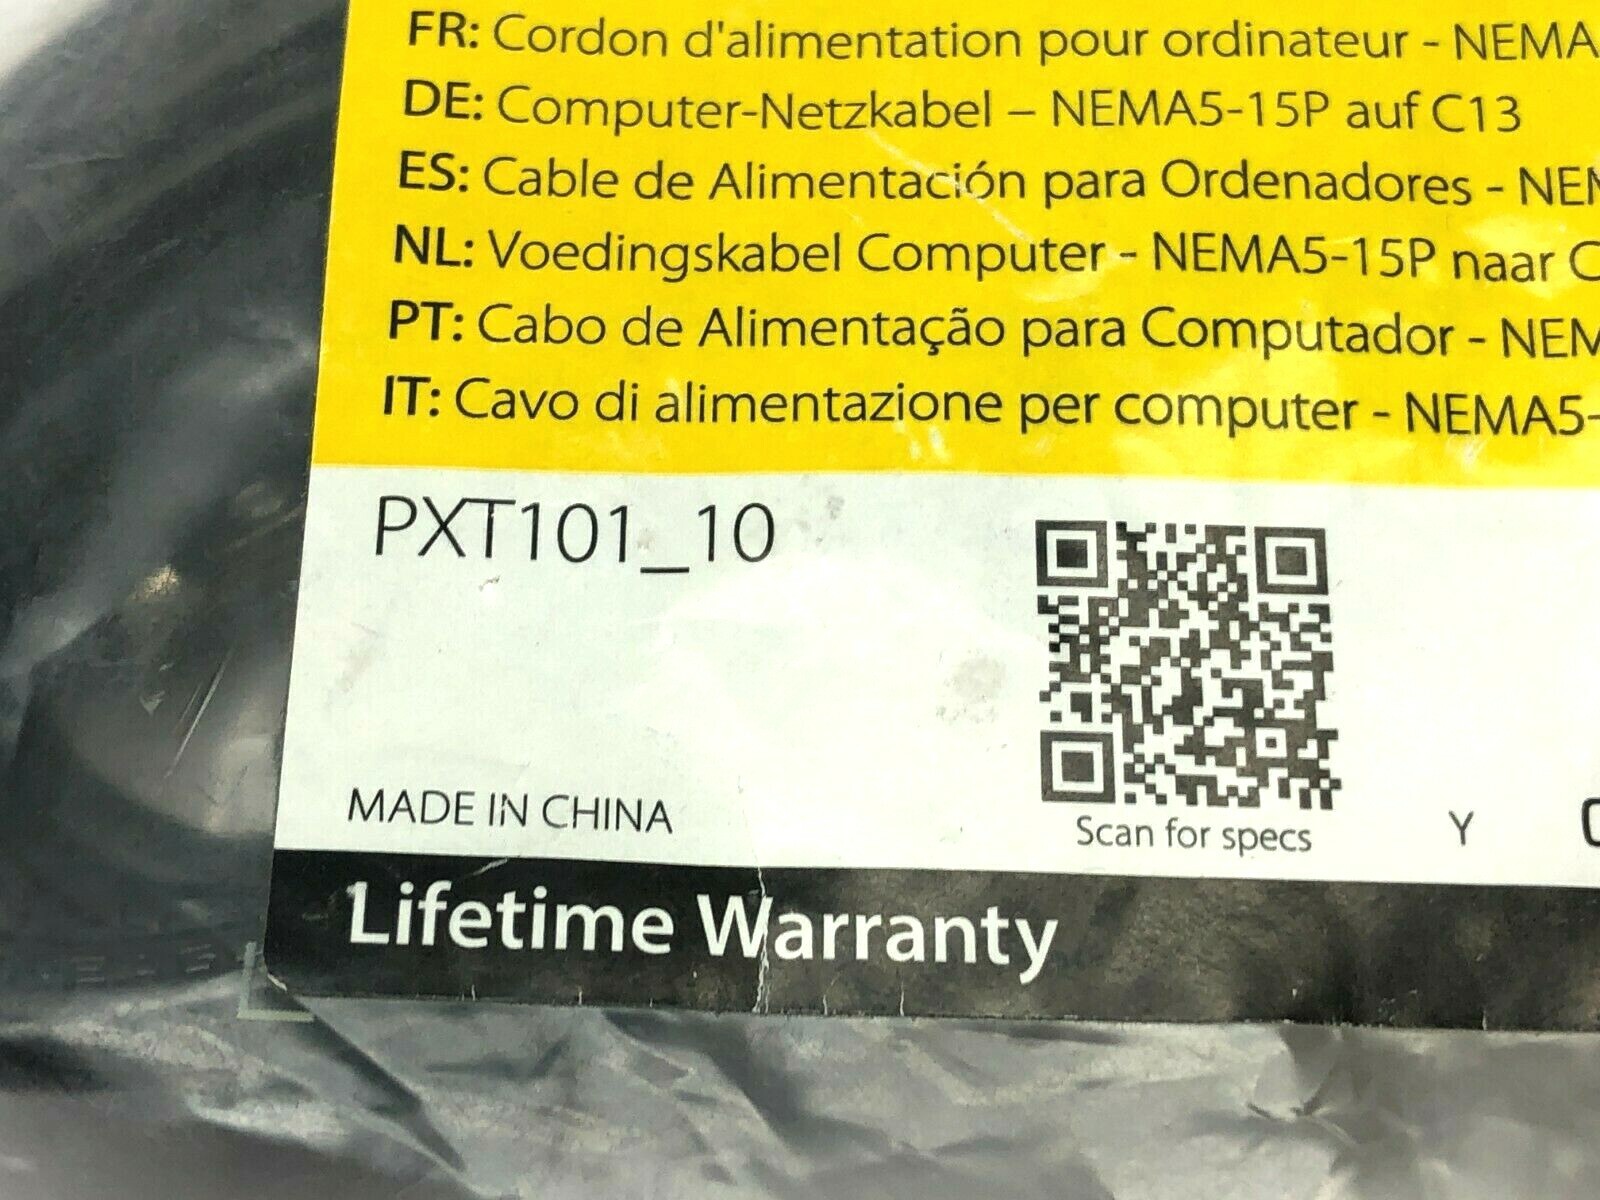 FR: Cordon d'alimentation pour ordinateur - NEMA
DE: Computer-Netzkabel – NEMA5-15P auf C13
ES: Cable de Alimentación para Ordenadores - NEM
NL: Voedingskabel Computer - NEMA5-15P naar C
PT: Cabo de Alimentação para Computador - NEM
IT: Cavo di alimentazione per computer - NEMA5-
PXT101_10
MADE IN CHINA
Scan for specs
Y
Lifetime Warranty